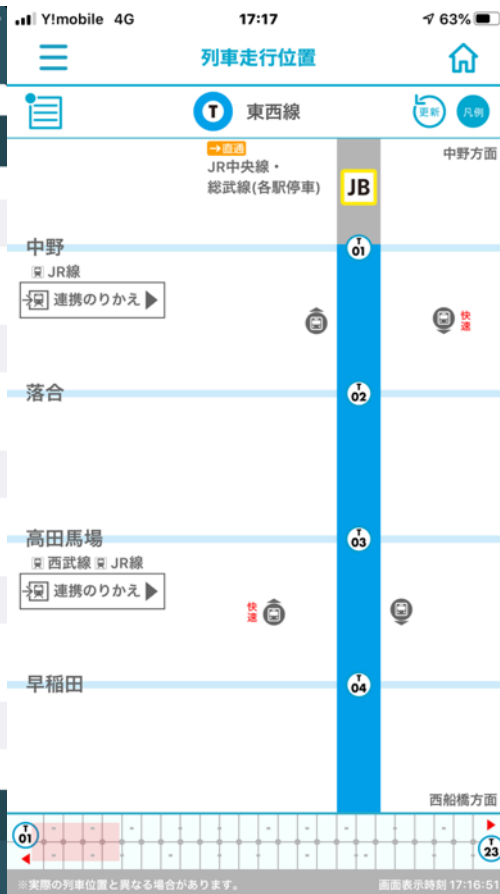 Y!mobile 4G 17:17 63%
列車走行位置
T 東西線 更新 凡例
→直通 中野方面
JR中央線・
総武線(各駅停車) JB
中野 T 01
JR線
連携のりかえ
快速
落合 T 02
高田馬場 T 03
西武線 JR線
連携のりかえ
快速
早稲田 T 04
西船橋方面
T 01
T 23
※実際の列車位置と異なる場合があります。 画面表示時刻 17:16:51